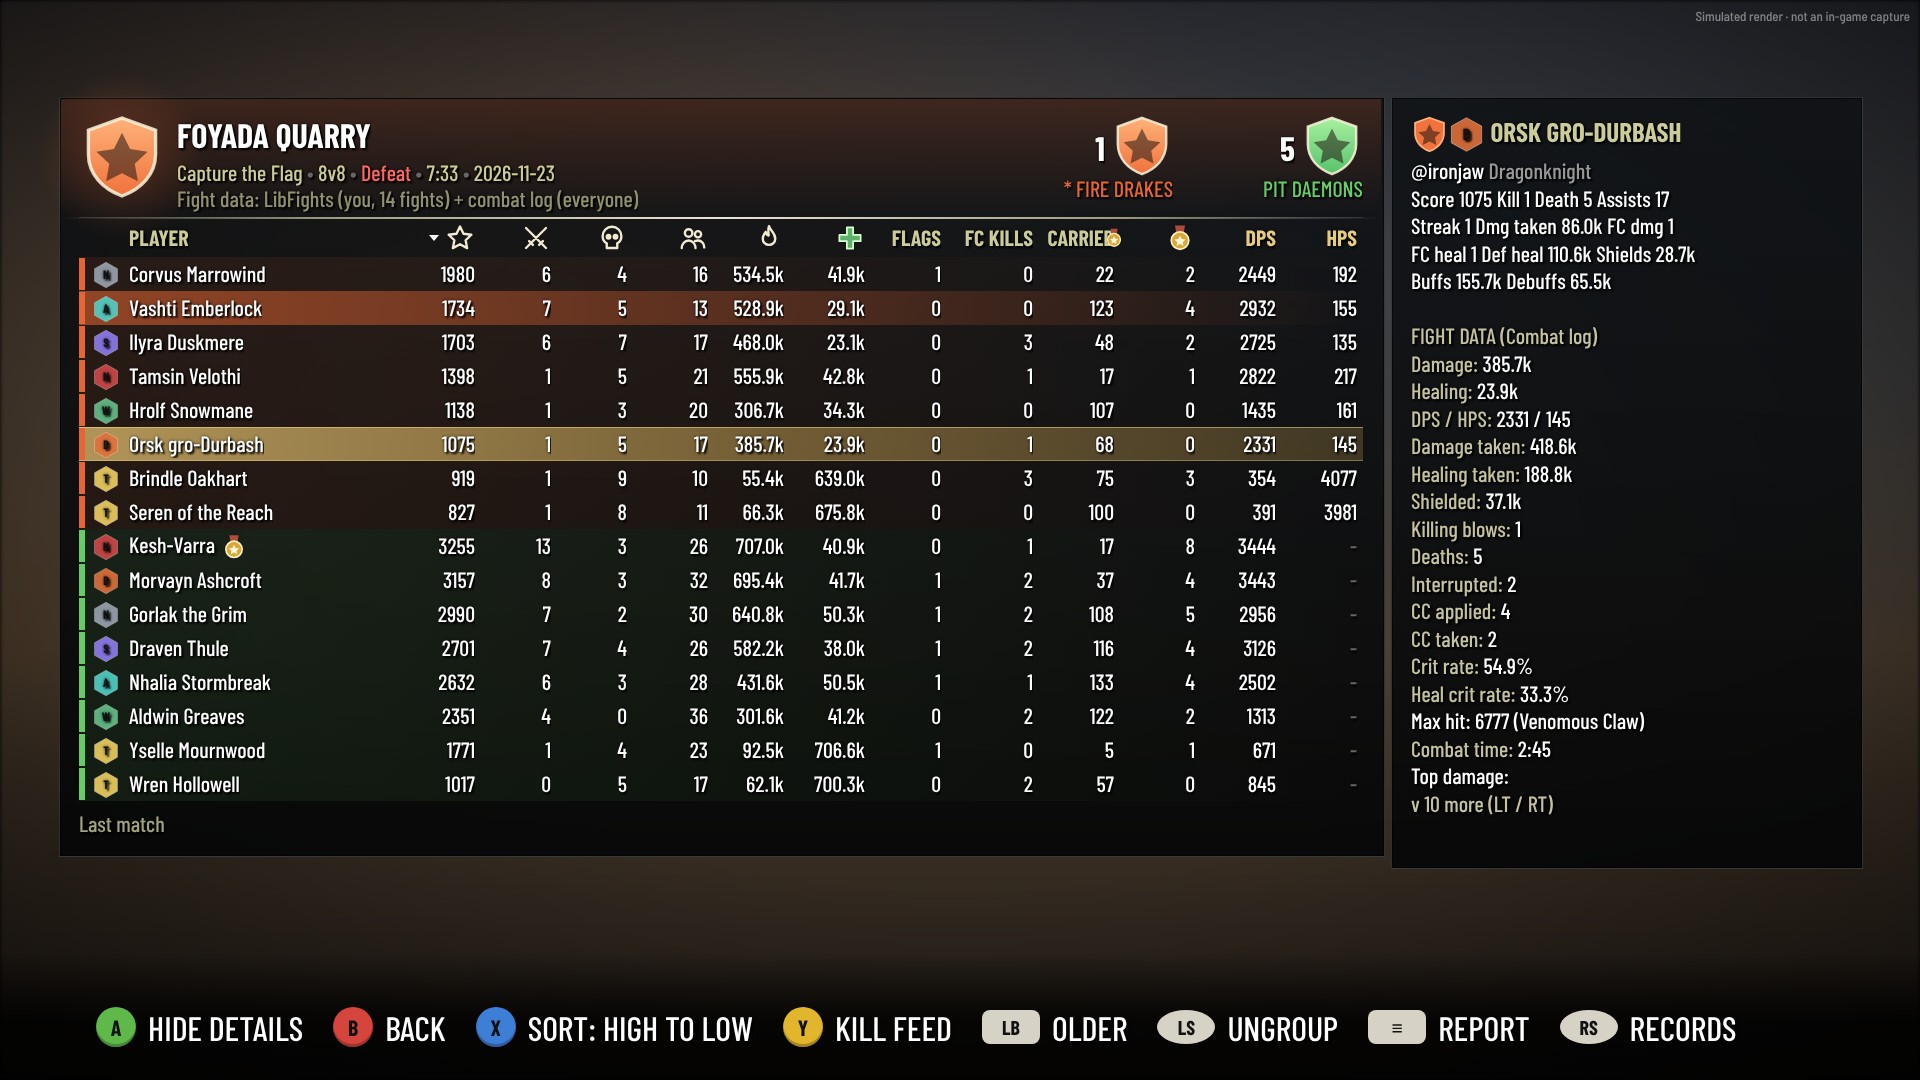 Simulated render · not an in-game capture
FOYADA QUARRY
Capture the Flag • 8v8 • Defeat • 7:33 • 2026-11-23
Fight data: LibFights (you, 14 fights) + combat log (everyone)
1
* FIRE DRAKES
5
PIT DAEMONS
PLAYER FLAGS FC KILLS CARRIER DPS HPS
Corvus Marrowind 1980 6 4 16 534.5k 41.9k 1 0 22 2 2449 192
Vashti Emberlock 1734 7 5 13 528.9k 29.1k 0 0 123 4 2932 155
Ilyra Duskmere 1703 6 7 17 468.0k 23.1k 0 3 48 2 2725 135
Tamsin Velothi 1398 1 5 21 555.9k 42.8k 0 1 17 1 2822 217
Hrolf Snowmane 1138 1 3 20 306.7k 34.3k 0 0 107 0 1435 161
Orsk gro-Durbash 1075 1 5 17 385.7k 23.9k 0 1 68 0 2331 145
Brindle Oakhart 919 1 9 10 55.4k 639.0k 0 3 75 3 354 4077
Seren of the Reach 827 1 8 11 66.3k 675.8k 0 0 100 0 391 3981
Kesh-Varra 3255 13 3 26 707.0k 40.9k 0 1 17 8 3444 -
Morvayn Ashcroft 3157 8 3 32 695.4k 41.7k 1 2 37 4 3443 -
Gorlak the Grim 2990 7 2 30 640.8k 50.3k 1 2 108 5 2956 -
Draven Thule 2701 7 4 26 582.2k 38.0k 1 2 116 4 3126 -
Nhalia Stormbreak 2632 6 3 28 431.6k 50.5k 1 1 133 4 2502 -
Aldwin Greaves 2351 4 0 36 301.6k 41.2k 0 2 122 2 1313 -
Yselle Mournwood 1771 1 4 23 92.5k 706.6k 1 0 5 1 671 -
Wren Hollowell 1017 0 5 17 62.1k 700.3k 0 2 57 0 845 -
Last match
ORSK GRO-DURBASH
@ironjaw Dragonknight
Score 1075 Kill 1 Death 5 Assists 17
Streak 1 Dmg taken 86.0k FC dmg 1
FC heal 1 Def heal 110.6k Shields 28.7k
Buffs 155.7k Debuffs 65.5k
FIGHT DATA (Combat log)
Damage: 385.7k
Healing: 23.9k
DPS / HPS: 2331 / 145
Damage taken: 418.6k
Healing taken: 188.8k
Shielded: 37.1k
Killing blows: 1
Deaths: 5
Interrupted: 2
CC applied: 4
CC taken: 2
Crit rate: 54.9%
Heal crit rate: 33.3%
Max hit: 6777 (Venomous Claw)
Combat time: 2:45
Top damage:
v 10 more (LT / RT)
A HIDE DETAILS B BACK X SORT: HIGH TO LOW Y KILL FEED LB OLDER LS UNGROUP ≡ REPORT RS RECORDS